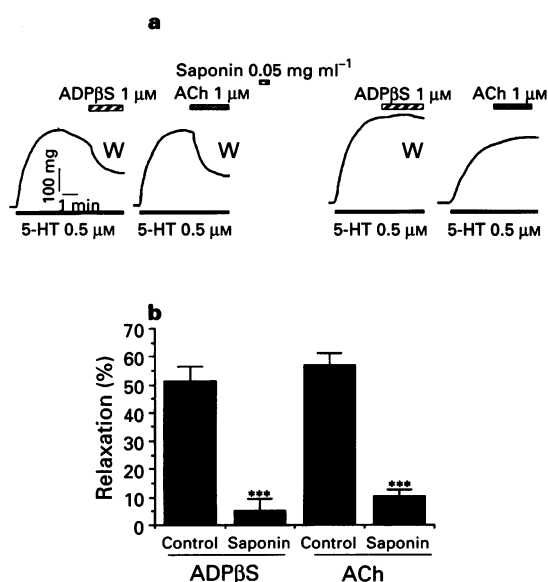 a
Saponin 0.05 mg ml⁻¹
ADPβS 1 μM ACh 1 μM ADPβS 1 μM ACh 1 μM
W W W
100 mg
1 min
5-HT 0.5 μM 5-HT 0.5 μM 5-HT 0.5 μM 5-HT 0.5 μM
b
Relaxation (%)
70
60
50
40
30
20
10
0
*** ***
Control Saponin Control Saponin
ADPβS ACh